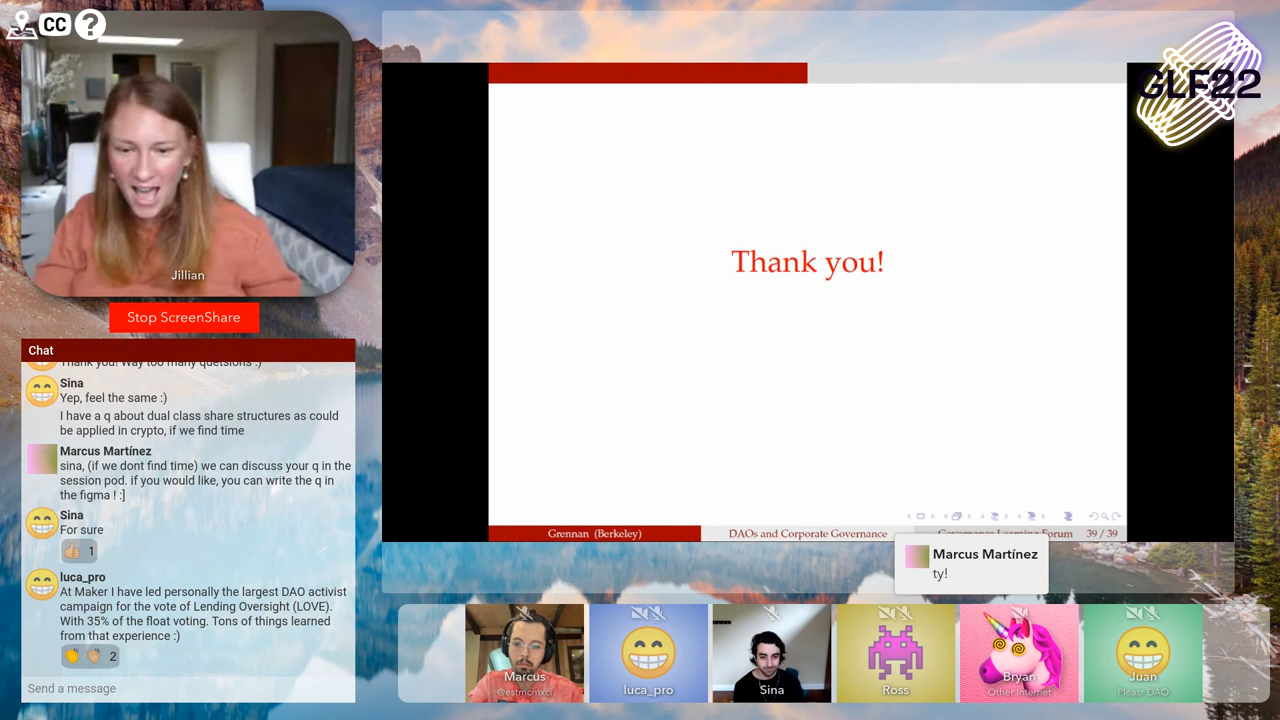 CC
?
GLF22
Jillian
Stop ScreenShare
Thank you!
Grennan (Berkeley)
DAOs and Corporate Governance
Governance Learning Forum
39 / 39
Chat
Thank you! Way too many quetsions :)
Sina
Yep, feel the same :)
I have a q about dual class share structures as could
be applied in crypto, if we find time
Marcus Martínez
sina, (if we dont find time) we can discuss your q in the
session pod. if you would like, you can write the q in
the figma ! :]
Sina
For sure
1
luca_pro
At Maker I have led personally the largest DAO activist
campaign for the vote of Lending Oversight (LOVE).
With 35% of the float voting. Tons of things learned
from that experience :)
2
Send a message
Marcus Martínez
ty!
Marcus
@estrncmxci
luca_pro
Sina
Ross
Bryan
Other Internet
Juan
Pleasr DAO